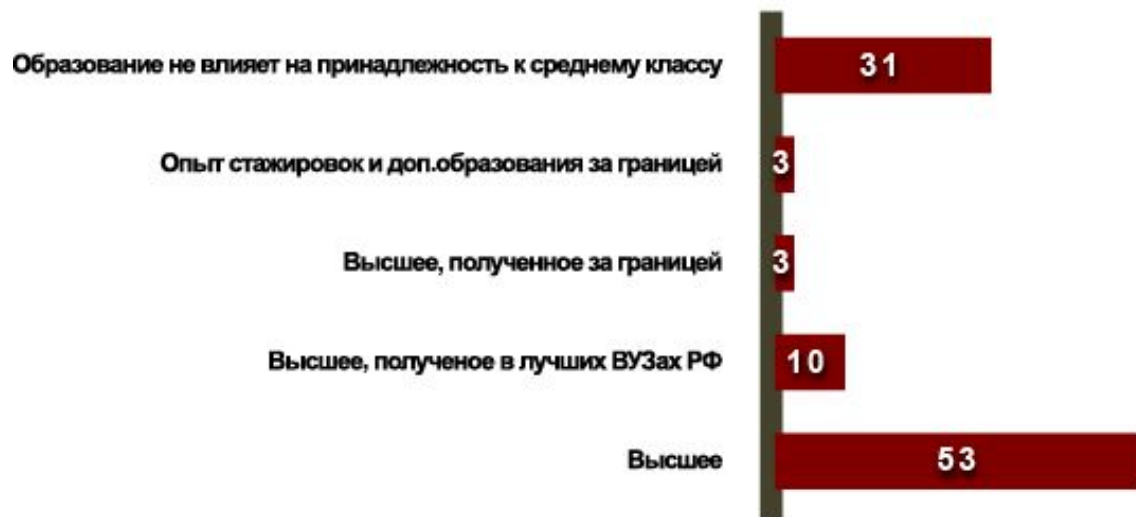 Образование не влияет на принадлежность к среднему классу 31
Опыт стажировок и доп.образования за границей 3
Высшее, полученное за границей 3
Высшее, полученое в лучших ВУЗах РФ 10
Высшее 53